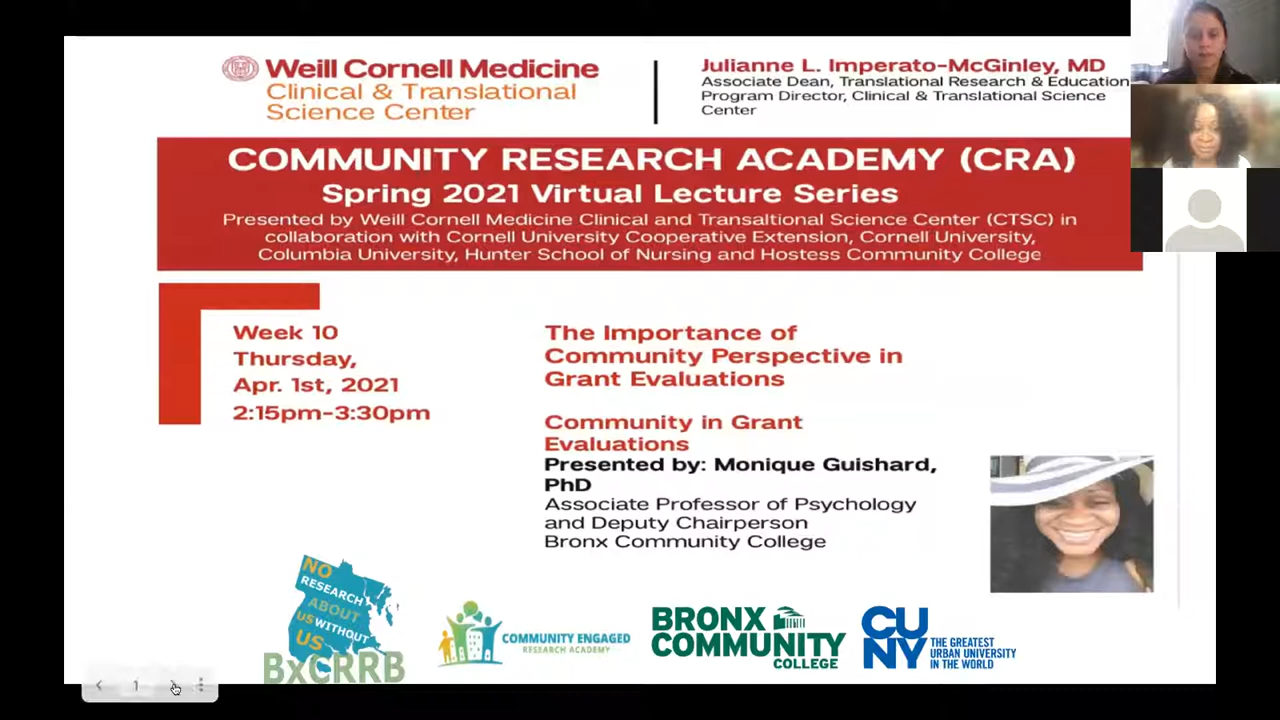 Weill Cornell Medicine
Clinical & Translational
Science Center
Julianne L. Imperato-McGinley, MD
Associate Dean, Translational Research & Education
Program Director, Clinical & Translational Science
Center
COMMUNITY RESEARCH ACADEMY (CRA)
Spring 2021 Virtual Lecture Series
Presented by Weill Cornell Medicine Clinical and Transaltional Science Center (CTSC) in
collaboration with Cornell University Cooperative Extension, Cornell University,
Columbia University, Hunter School of Nursing and Hostess Community College
Week 10
Thursday,
Apr. 1st, 2021
2:15pm-3:30pm
The Importance of
Community Perspective in
Grant Evaluations
Community in Grant
Evaluations
Presented by: Monique Guishard,
PhD
Associate Professor of Psychology
and Deputy Chairperson
Bronx Community College
NO
RESEARCH
ABOUT
US WITHOUT
US
BxCRRB
COMMUNITY ENGAGED
RESEARCH ACADEMY
BRONX
COMMUNITY
COLLEGE
CU
NY
THE GREATEST
URBAN UNIVERSITY
IN THE WORLD
1